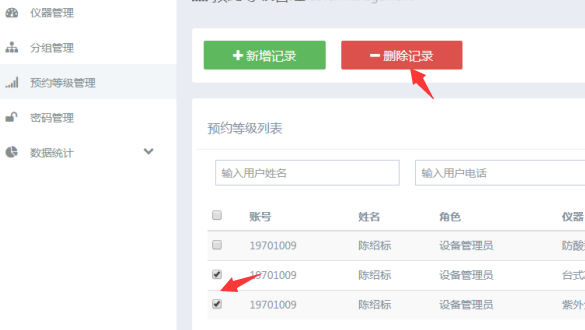 仪器管理
分组管理
预约等级管理
密码管理
数据统计
新增记录
删除记录
预约等级列表
输入用户姓名 输入用户电话
账号 姓名 角色 仪器
19701009 陈绍标 设备管理员 防酸
19701009 陈绍标 设备管理员 台式
19701009 陈绍标 设备管理员 紫外